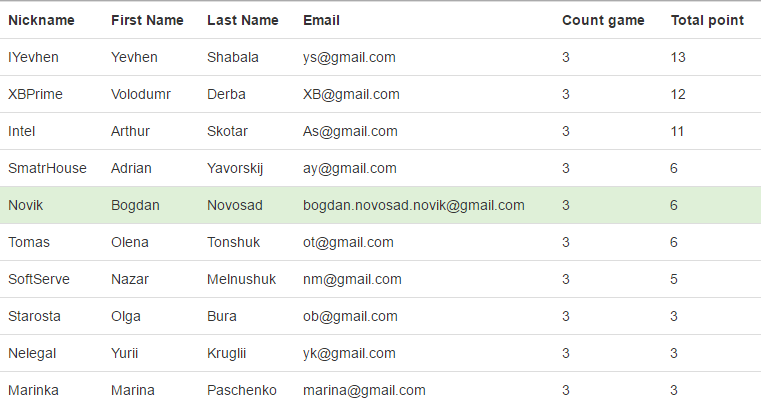 Nickname First Name Last Name Email Count game Total point
IYevhen Yevhen Shabala ys@gmail.com 3 13
XBPrime Volodumr Derba XB@gmail.com 3 12
Intel Arthur Skotar As@gmail.com 3 11
SmatrHouse Adrian Yavorskij ay@gmail.com 3 6
Novik Bogdan Novosad bogdan.novosad.novik@gmail.com 3 6
Tomas Olena Tonshuk ot@gmail.com 3 6
SoftServe Nazar Melnushuk nm@gmail.com 3 5
Starosta Olga Bura ob@gmail.com 3 3
Nelegal Yurii Kruglii yk@gmail.com 3 3
Marinka Marina Paschenko marina@gmail.com 3 3